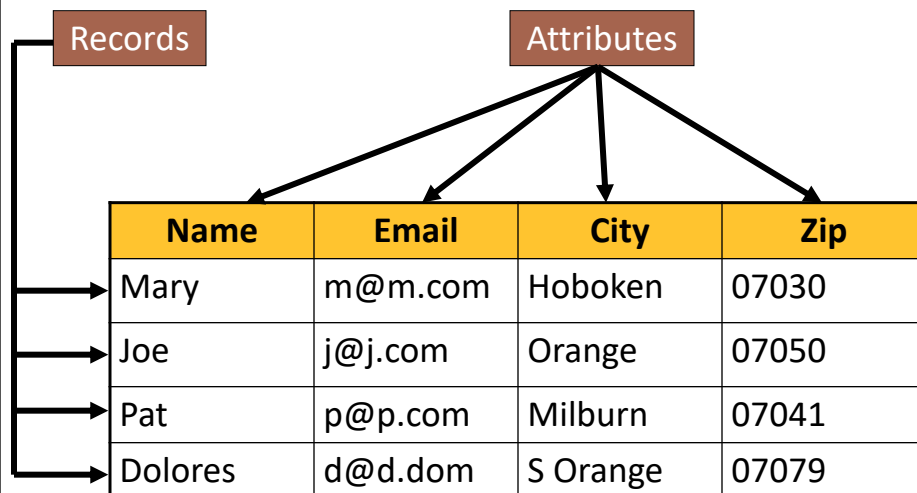 Records
Attributes
Name Email City Zip
Mary m@m.com Hoboken 07030
Joe j@j.com Orange 07050
Pat p@p.com Milburn 07041
Dolores d@d.dom S Orange 07079